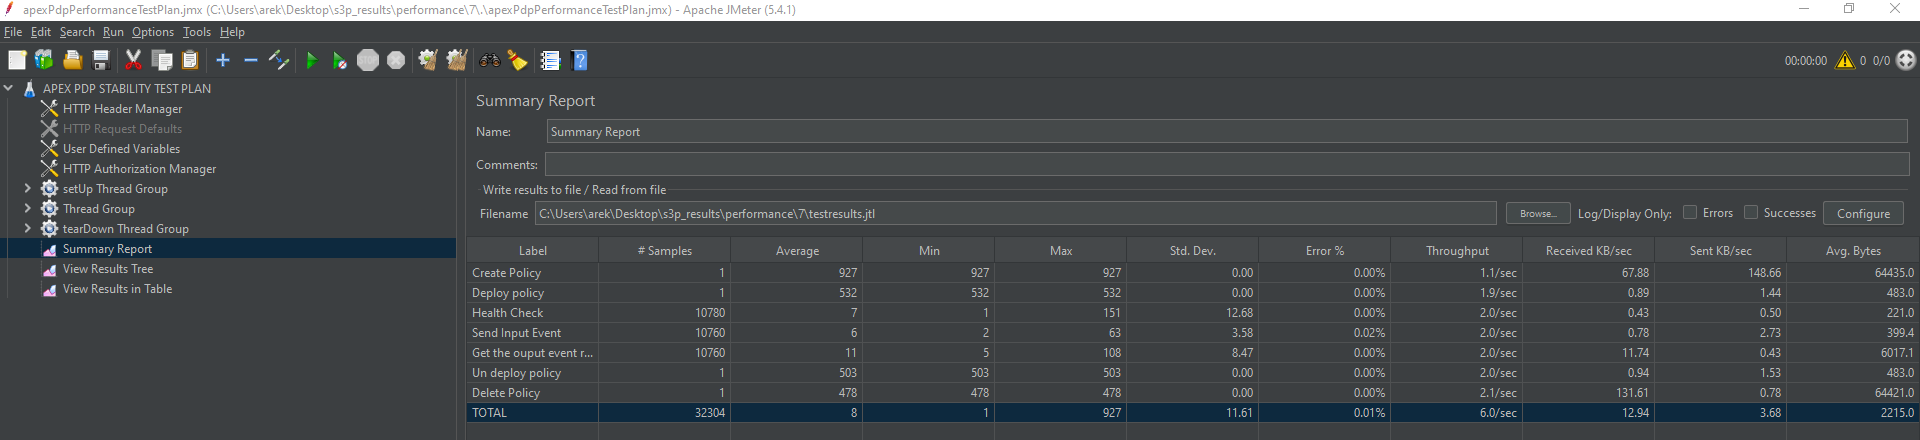 apexPdpPerformanceTestPlan.jmx (C:\Users\arek\Desktop\s3p_results\performance\7\.\apexPdpPerformanceTestPlan.jmx) - Apache JMeter (5.4.1)
File Edit Search Run Options Tools Help
00:00:00 0 0/0
APEX PDP STABILITY TEST PLAN
HTTP Header Manager
HTTP Request Defaults
User Defined Variables
HTTP Authorization Manager
setUp Thread Group
Thread Group
tearDown Thread Group
Summary Report
View Results Tree
View Results in Table
Summary Report
Name: Summary Report
Comments:
Write results to file / Read from file
Filename C:\Users\arek\Desktop\s3p_results\performance\7\testresults.jtl Browse... Log/Display Only: Errors Successes Configure
Label # Samples Average Min Max Std. Dev. Error % Throughput Received KB/sec Sent KB/sec Avg. Bytes
Create Policy 1 927 927 927 0.00 0.00% 1.1/sec 67.88 148.66 64435.0
Deploy policy 1 532 532 532 0.00 0.00% 1.9/sec 0.89 1.44 483.0
Health Check 10780 7 1 151 12.68 0.00% 2.0/sec 0.43 0.50 221.0
Send Input Event 10760 6 2 63 3.58 0.02% 2.0/sec 0.78 2.73 399.4
Get the ouput event r... 10760 11 5 108 8.47 0.00% 2.0/sec 11.74 0.43 6017.1
Un deploy policy 1 503 503 503 0.00 0.00% 2.0/sec 0.94 1.53 483.0
Delete Policy 1 478 478 478 0.00 0.00% 2.1/sec 131.61 0.78 64421.0
TOTAL 32304 8 1 927 11.61 0.01% 6.0/sec 12.94 3.68 2215.0